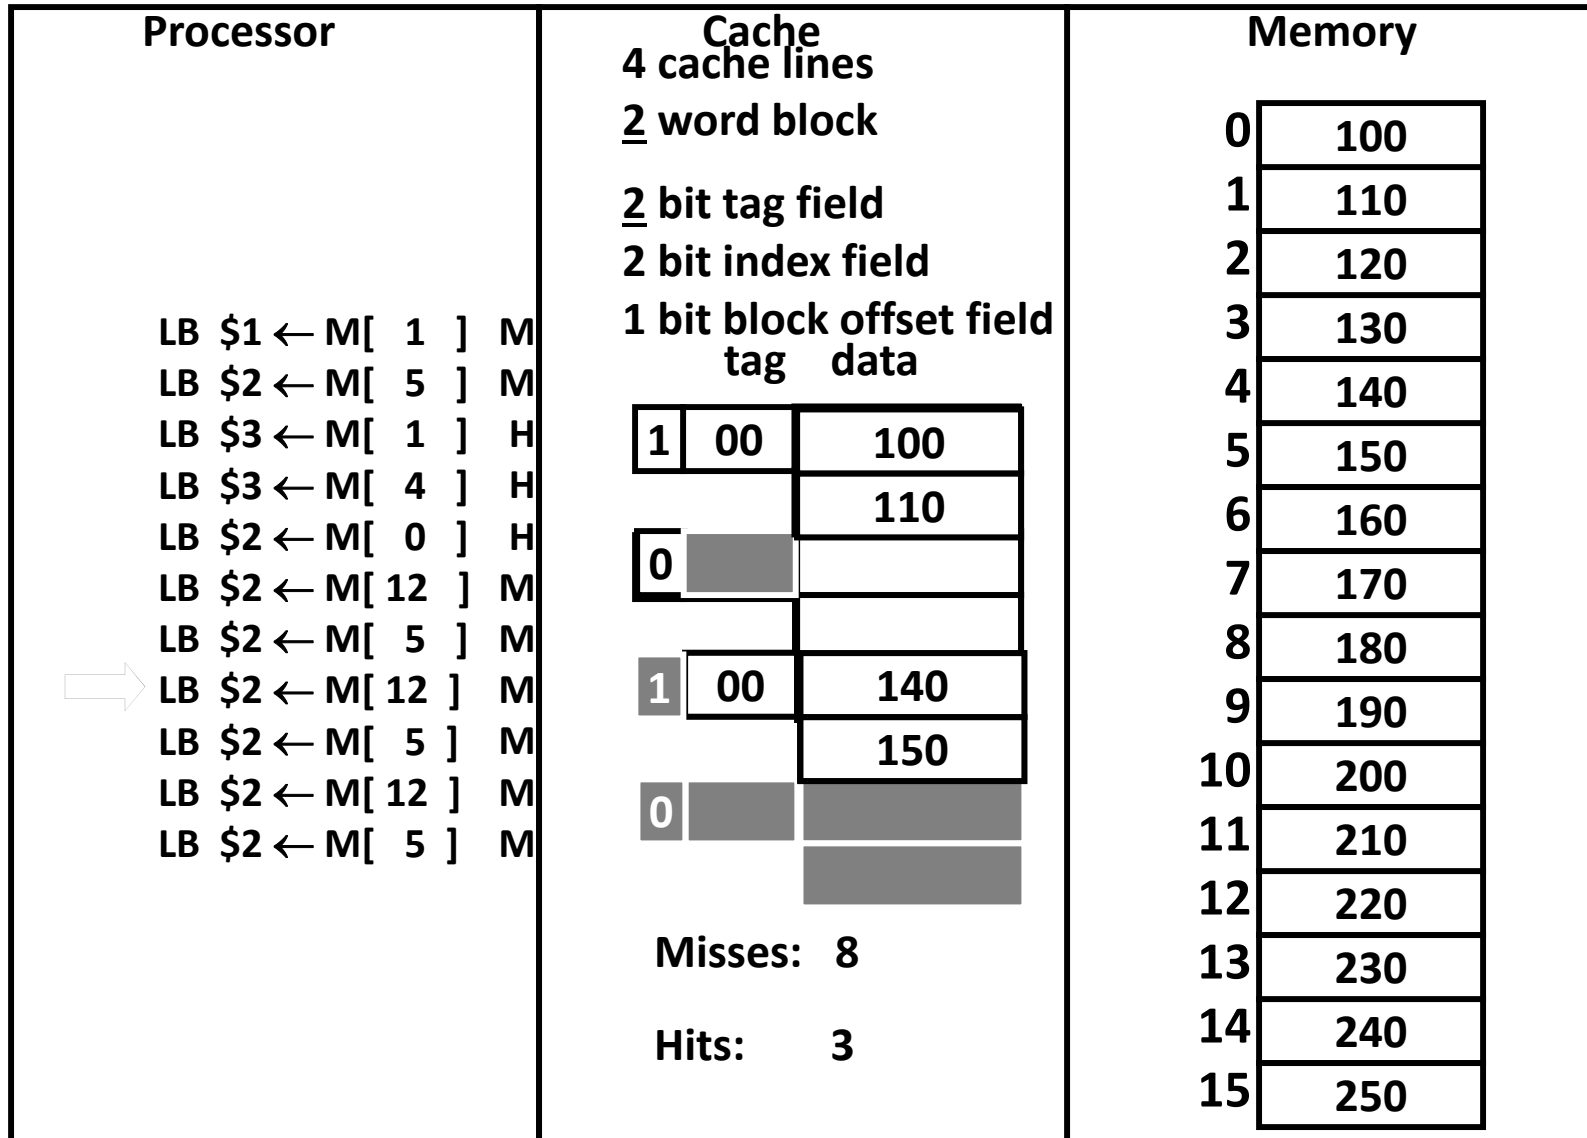 Processor
LB $1 ← M[ 1 ] M
LB $2 ← M[ 5 ] M
LB $3 ← M[ 1 ] H
LB $3 ← M[ 4 ] H
LB $2 ← M[ 0 ] H
LB $2 ← M[ 12 ] M
LB $2 ← M[ 5 ] M
LB $2 ← M[ 12 ] M
LB $2 ← M[ 5 ] M
LB $2 ← M[ 12 ] M
LB $2 ← M[ 5 ] M
Cache
4 cache lines
2 word block
2 bit tag field
2 bit index field
1 bit block offset field
tag data
1 00 100
110
0
1 00 140
150
0
Misses: 8
Hits: 3
Memory
0 100
1 110
2 120
3 130
4 140
5 150
6 160
7 170
8 180
9 190
10 200
11 210
12 220
13 230
14 240
15 250